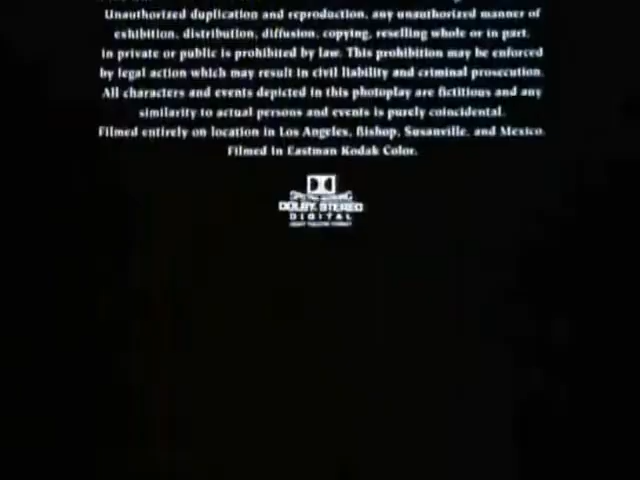 Unauthorized duplication and reproduction, any unauthorized manner of
exhibition, distribution, diffusion, copying, reselling whole or in part,
in private or public is prohibited by law. This prohibition may be enforced
by legal action which may result in civil liability and criminal prosecution.
All characters and events depicted in this photoplay are fictitious and any
similarity to actual persons and events is purely coincidental.
Filmed entirely on location in Los Angeles, Bishop, Susanville, and Mexico.
Filmed in Eastman Kodak Color.
DOLBY STEREO
DIGITAL